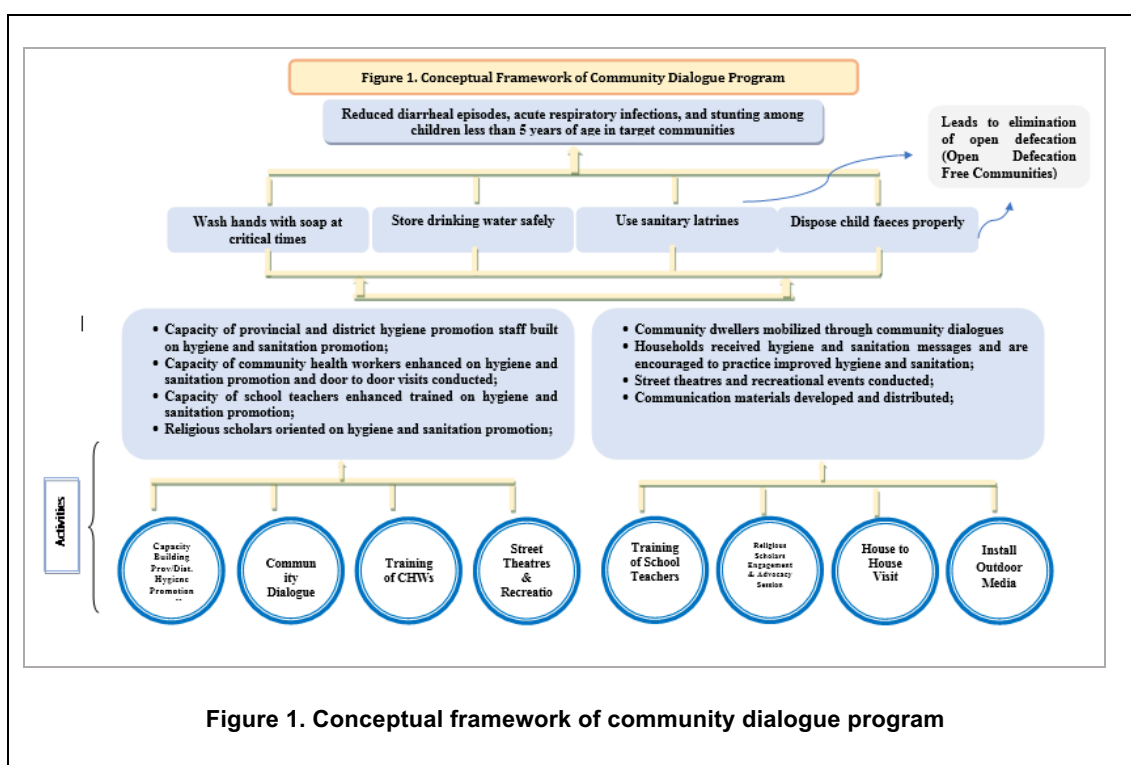 Figure 1. Conceptual Framework of Community Dialogue Program
Reduced diarrheal episodes, acute respiratory infections, and stunting among
children less than 5 years of age in target communities
Leads to elimination
of open defecation
(Open Defecation
Free Communities)
Wash hands with soap at
critical times
Store drinking water safely
Use sanitary latrines
Dispose child faeces properly
• Capacity of provincial and district hygiene promotion staff built
on hygiene and sanitation promotion;
• Capacity of community health workers enhanced on hygiene and
sanitation promotion and door to door visits conducted;
• Capacity of school teachers enhanced trained on hygiene and
sanitation promotion;
• Religious scholars oriented on hygiene and sanitation promotion;
• Community dwellers mobilized through community dialogues
• Households received hygiene and sanitation messages and are
encouraged to practice improved hygiene and sanitation;
• Street theatres and recreational events conducted;
• Communication materials developed and distributed;
Activities
Capacity
Building
Prov/Dist.
Hygiene
Promotion
Commun
ity
Dialogue
Training
of CHWs
Street
Theatres
&
Recreatio
Training
of School
Teachers
Religious
Scholars
Engagement
& Advocacy
Session
House to
House
Visit
Install
Outdoor
Media
Figure 1. Conceptual framework of community dialogue program